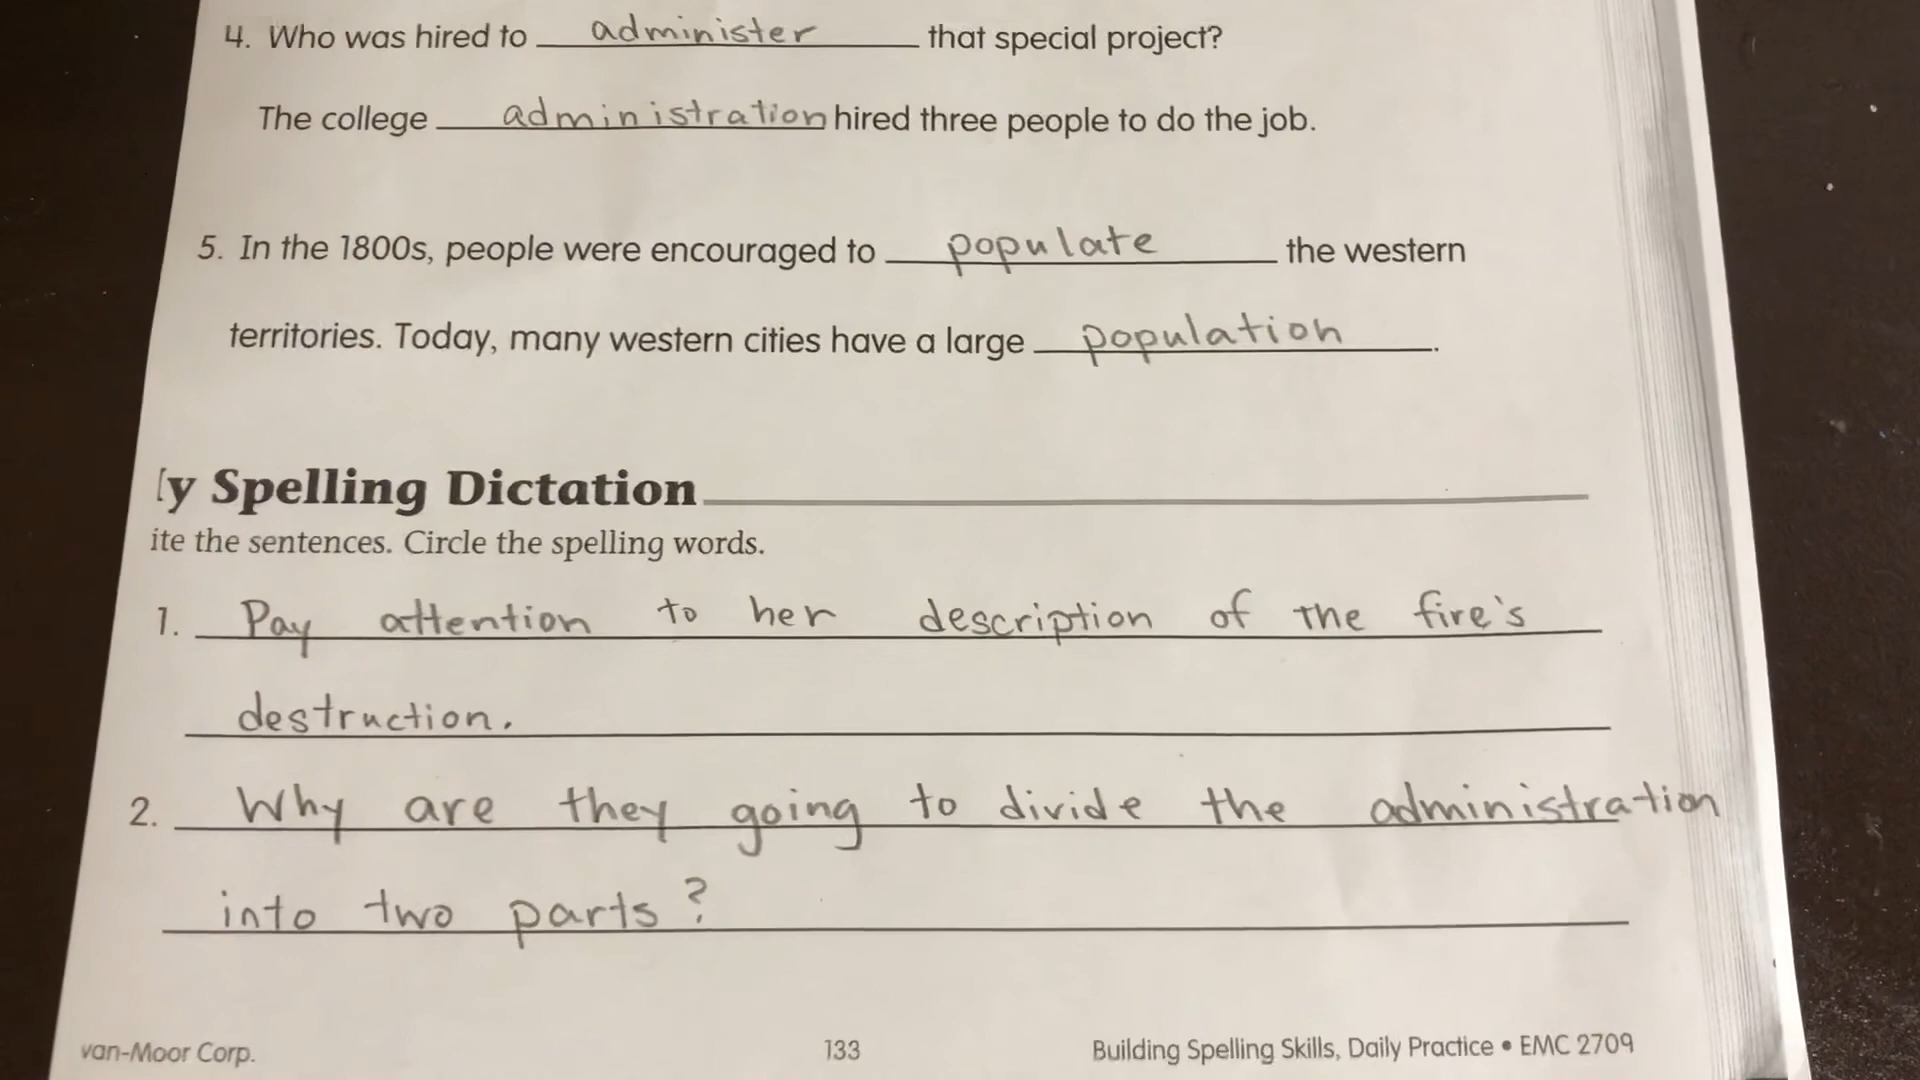 4. Who was hired to administer that special project?
The college administration hired three people to do the job.
5. In the 1800s, people were encouraged to populate the western
territories. Today, many western cities have a large population.
y Spelling Dictation
ite the sentences. Circle the spelling words.
1. Pay attention to her description of the fire's
destruction.
2. Why are they going to divide the administration
into two parts?
van-Moor Corp. 133 Building Spelling Skills, Daily Practice • EMC 2709